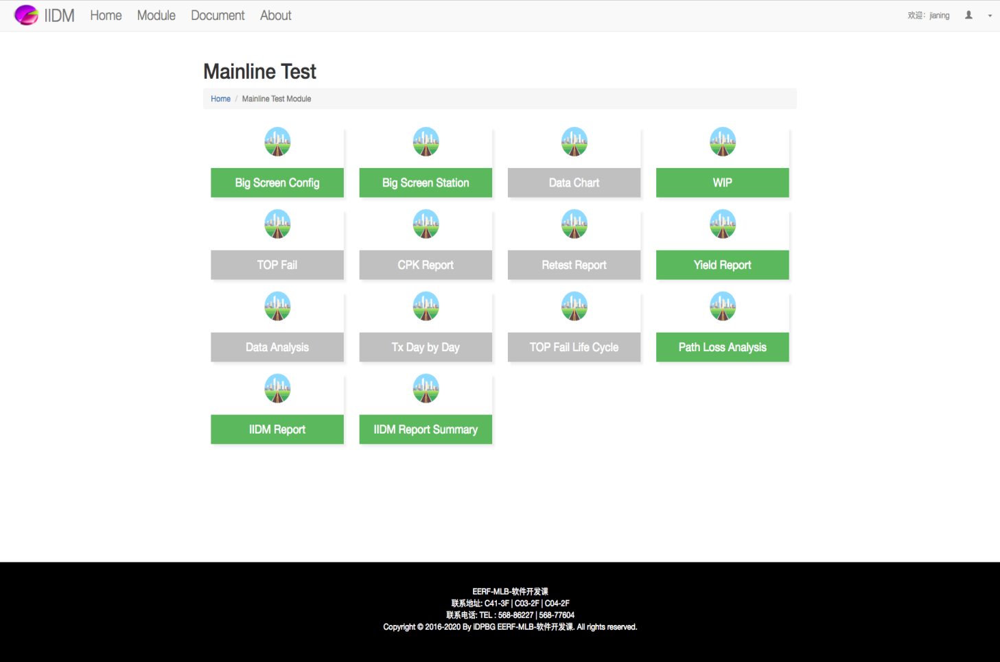 IIDM Home Module Document About 欢迎：jianing
Mainline Test
Home / Mainline Test Module
Big Screen Config
Big Screen Station
Data Chart
WIP
TOP Fail
CPK Report
Retest Report
Yield Report
Data Analysis
Tx Day by Day
TOP Fail Life Cycle
Path Loss Analysis
IIDM Report
IIDM Report Summary
EERF-MLB-软件开发课
联系地址: C41-3F | C03-2F | C04-2F
联系电话: TEL : 568-86227 | 568-77604
Copyright © 2016-2020 By iDPBG EERF-MLB-软件开发课. All rights reserved.